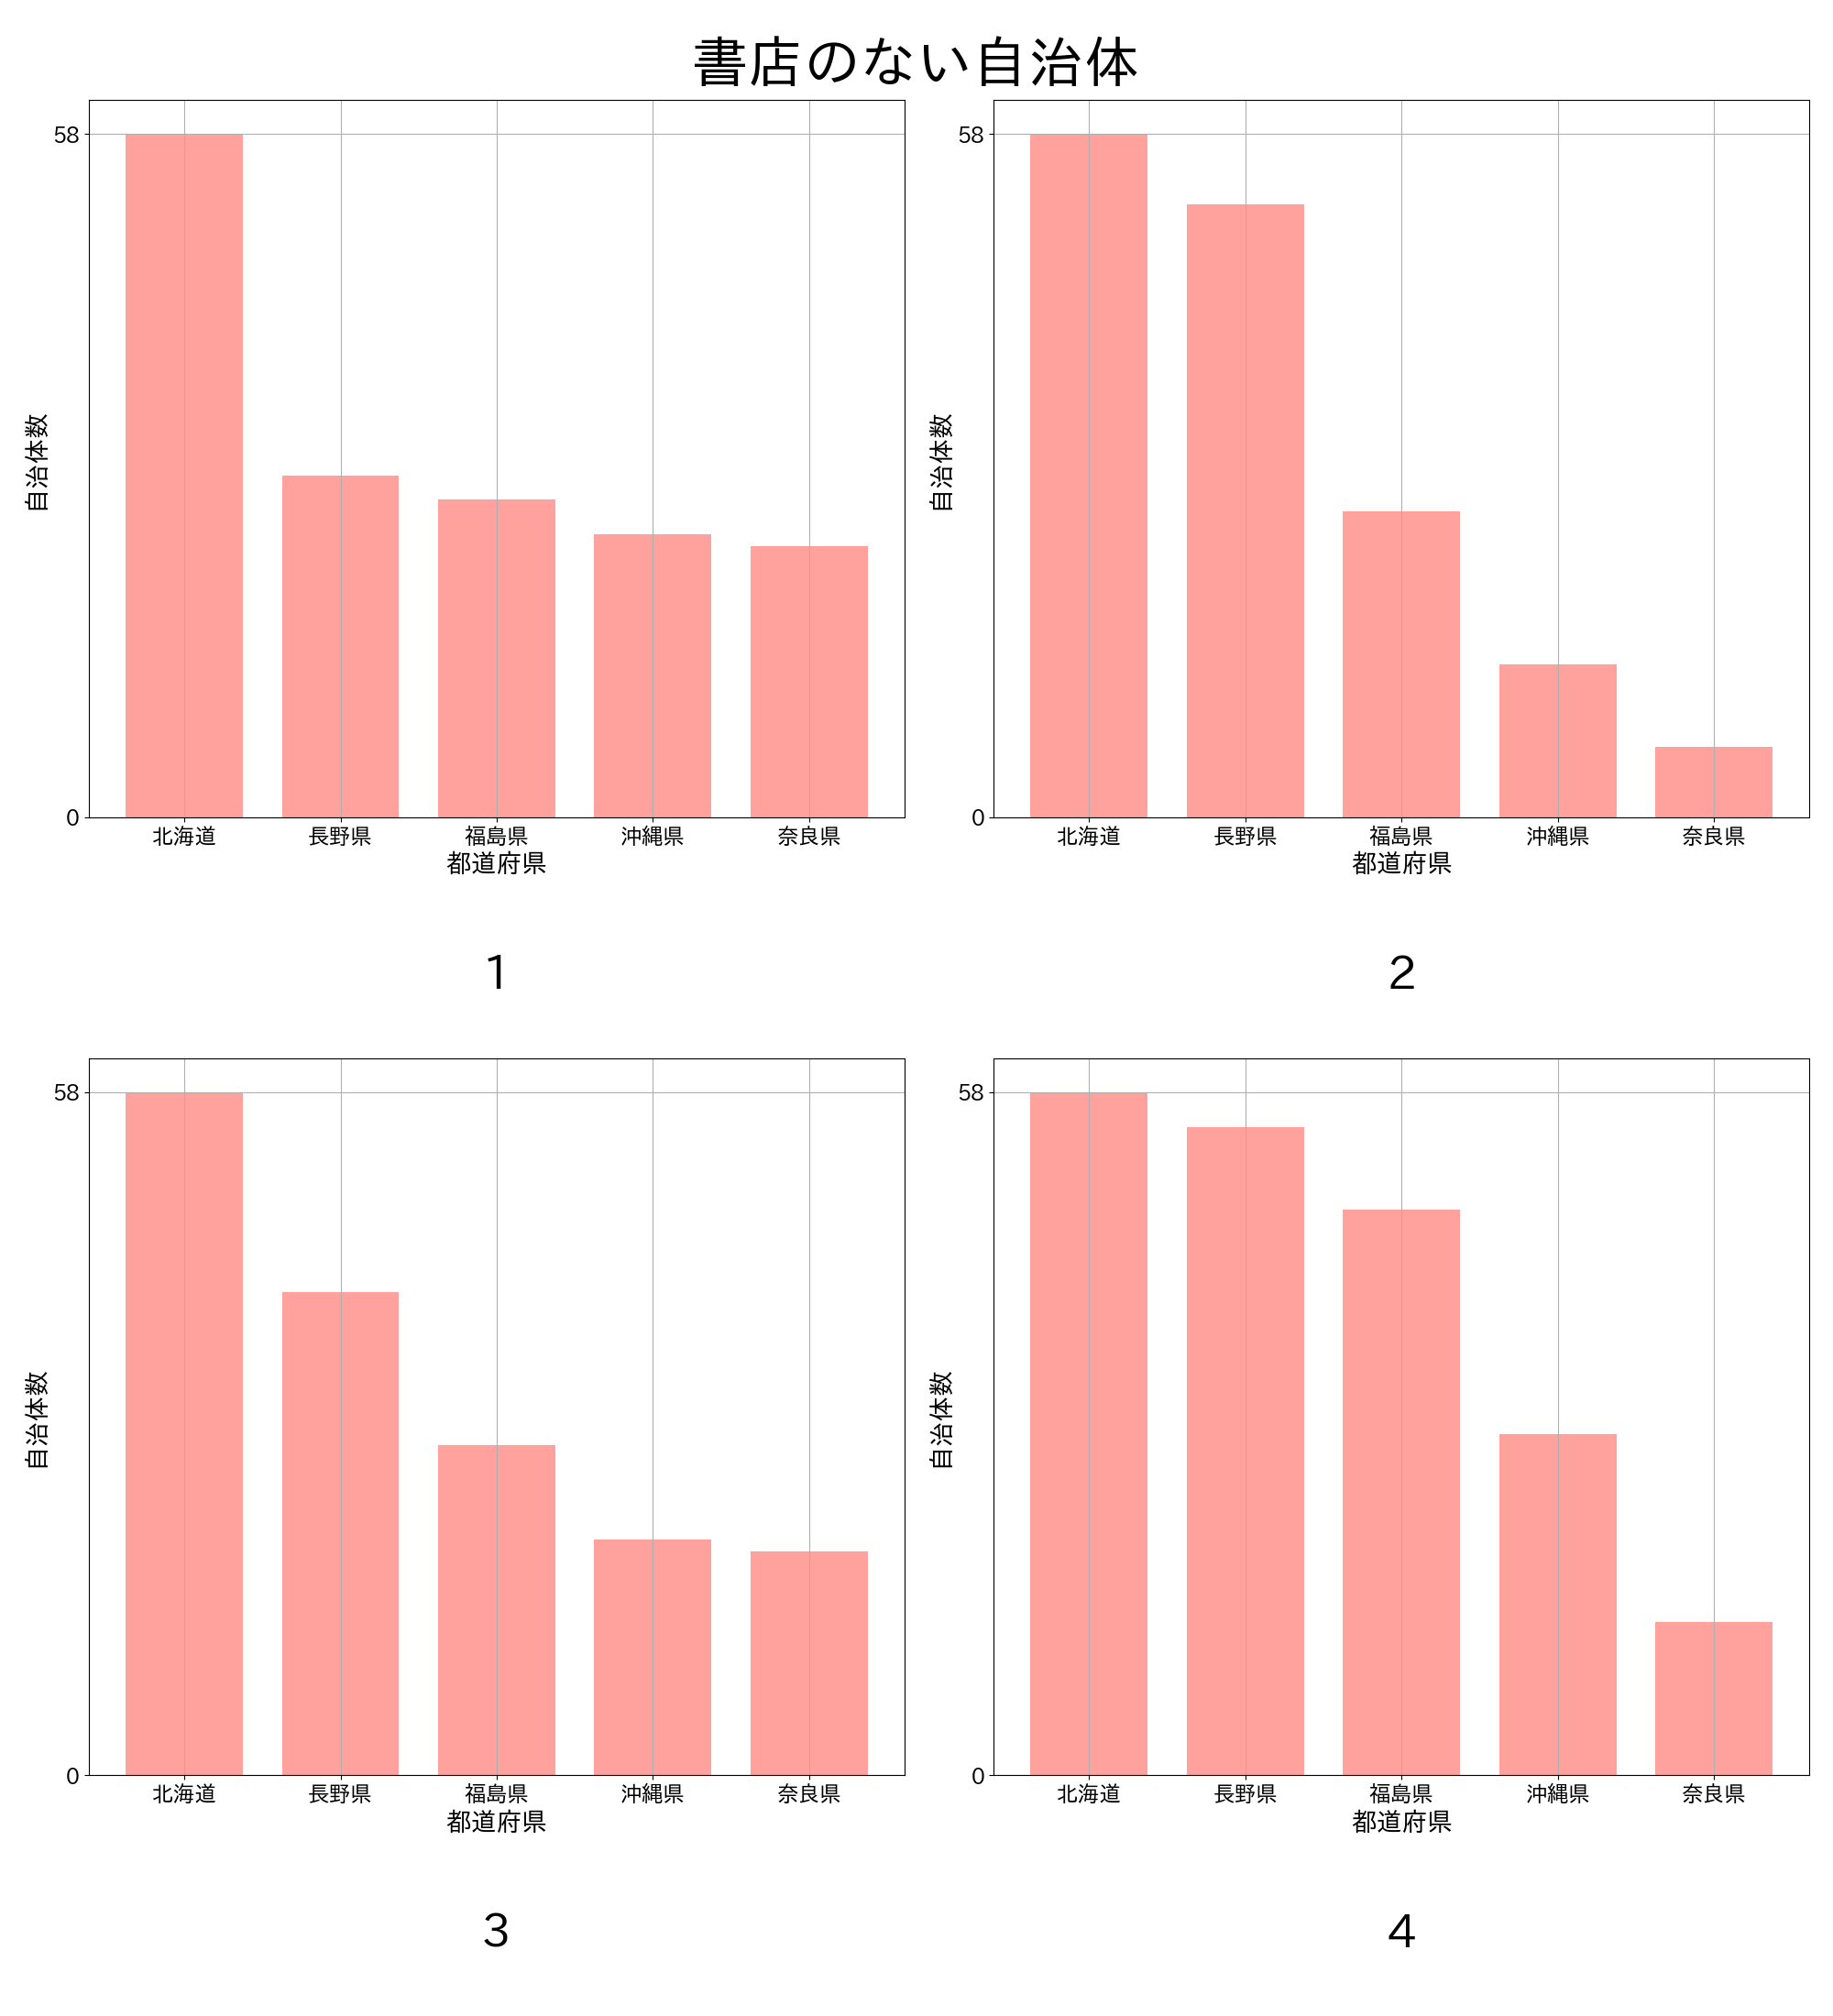 書店のない自治体
58
0
自治体数
北海道 長野県 福島県 沖縄県 奈良県
都道府県
1
58
0
自治体数
北海道 長野県 福島県 沖縄県 奈良県
都道府県
2
58
0
自治体数
北海道 長野県 福島県 沖縄県 奈良県
都道府県
3
58
0
自治体数
北海道 長野県 福島県 沖縄県 奈良県
都道府県
4